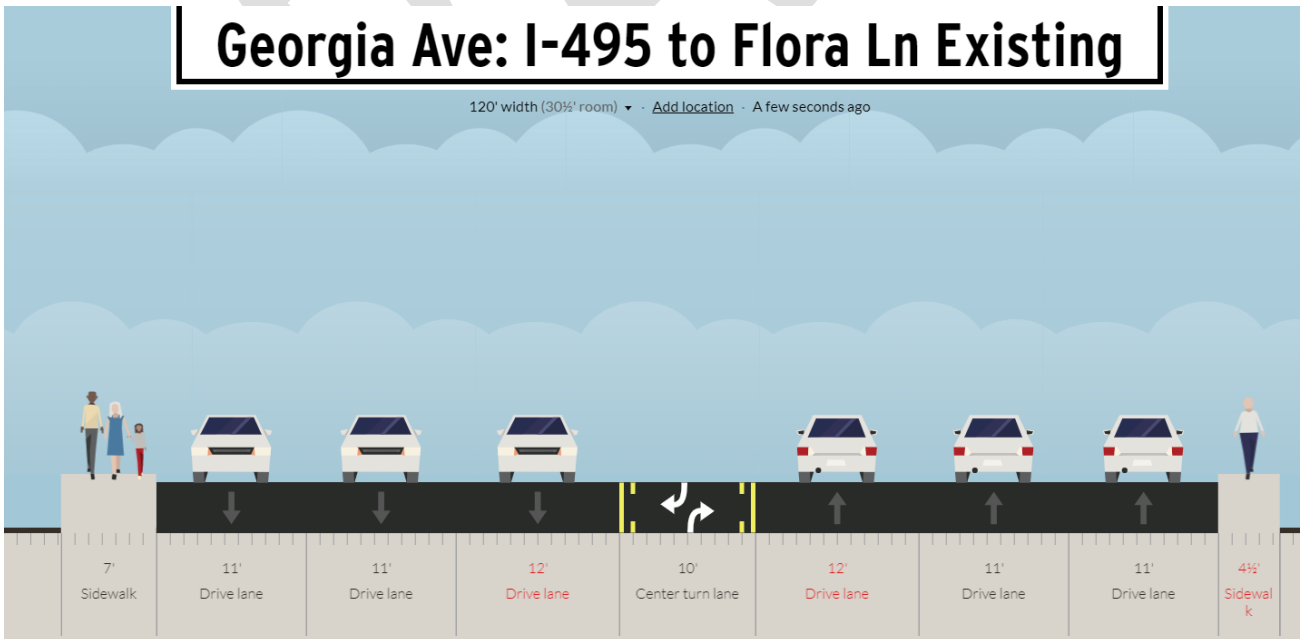 Georgia Ave: I-495 to Flora Ln Existing
120' width (30½' room) · Add location · A few seconds ago
7' 11' 11' 12' 10' 12' 11' 11' 4½'
Sidewalk Drive lane Drive lane Drive lane Center turn lane Drive lane Drive lane Drive lane Sidewal
k